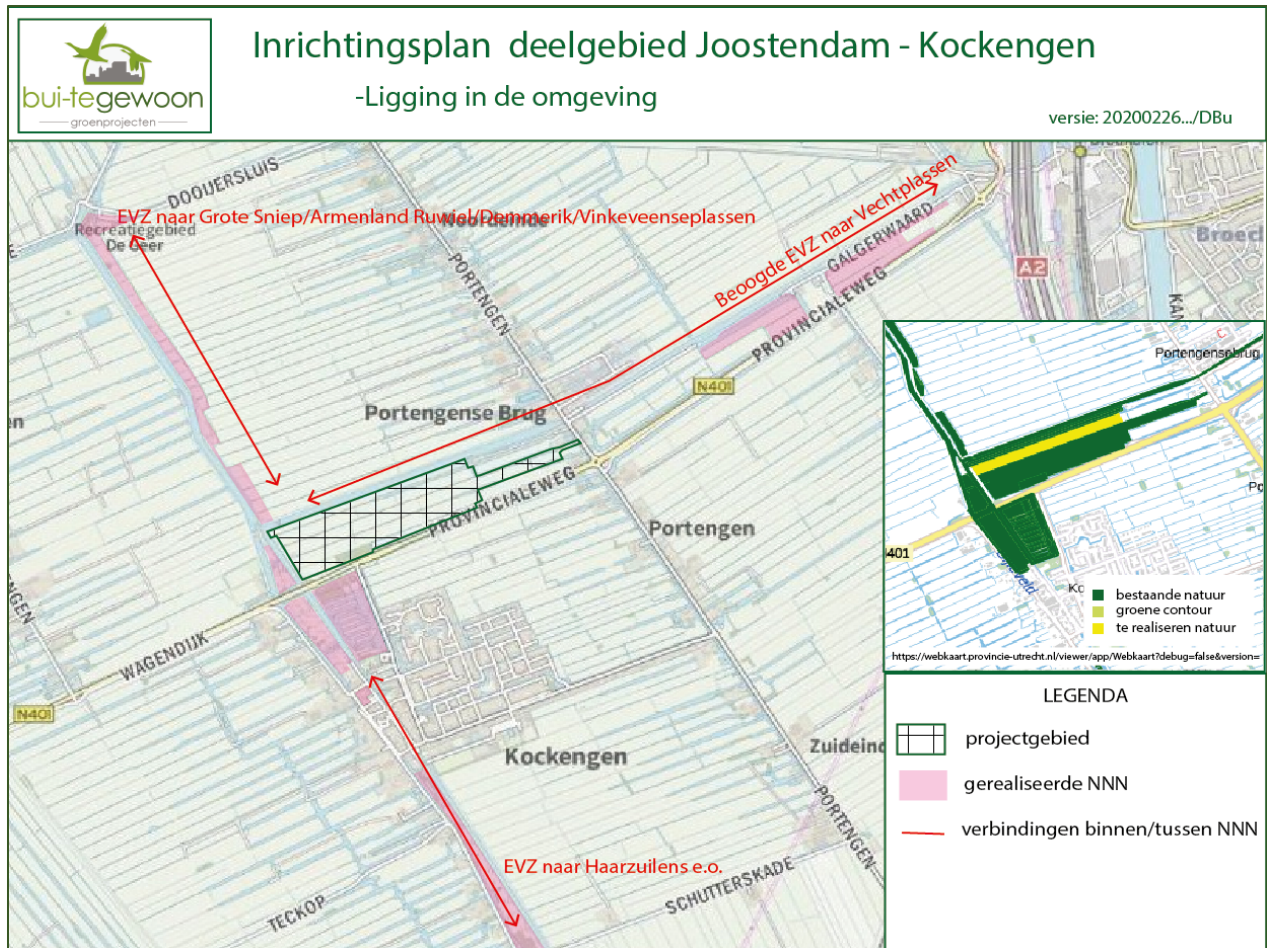 bui-tegewoon
groenprojecten
Inrichtingsplan deelgebied Joostendam - Kockengen
-Ligging in de omgeving
versie: 20200226.../DBu
DOOIJERSLUIS
EVZ naar Grote Sniep/Armenland Ruwiel/Demmerik/Vinkeveenseplassen
Recreatiegebied
De Geer
PORTENGEN
Beoogde EVZ naar Vechtplassen
GALGERWAARD
PROVINCIALEWEG
A2
KAN
N401
Portengense Brug
PROVINCIALEWEG
Portengen
WAGENDIJK
N401
Kockengen
Zuideind
PORTENGEN
EVZ naar Haarzuilens e.o.
SCHUTTERSKADE
TECKOP
Portengensebrug
401
bestaande natuur
groene contour
te realiseren natuur
https://webkaart.provincie-utrecht.nl/viewer/app/Webkaart?debug=false&version=
LEGENDA
projectgebied
gerealiseerde NNN
verbindingen binnen/tussen NNN